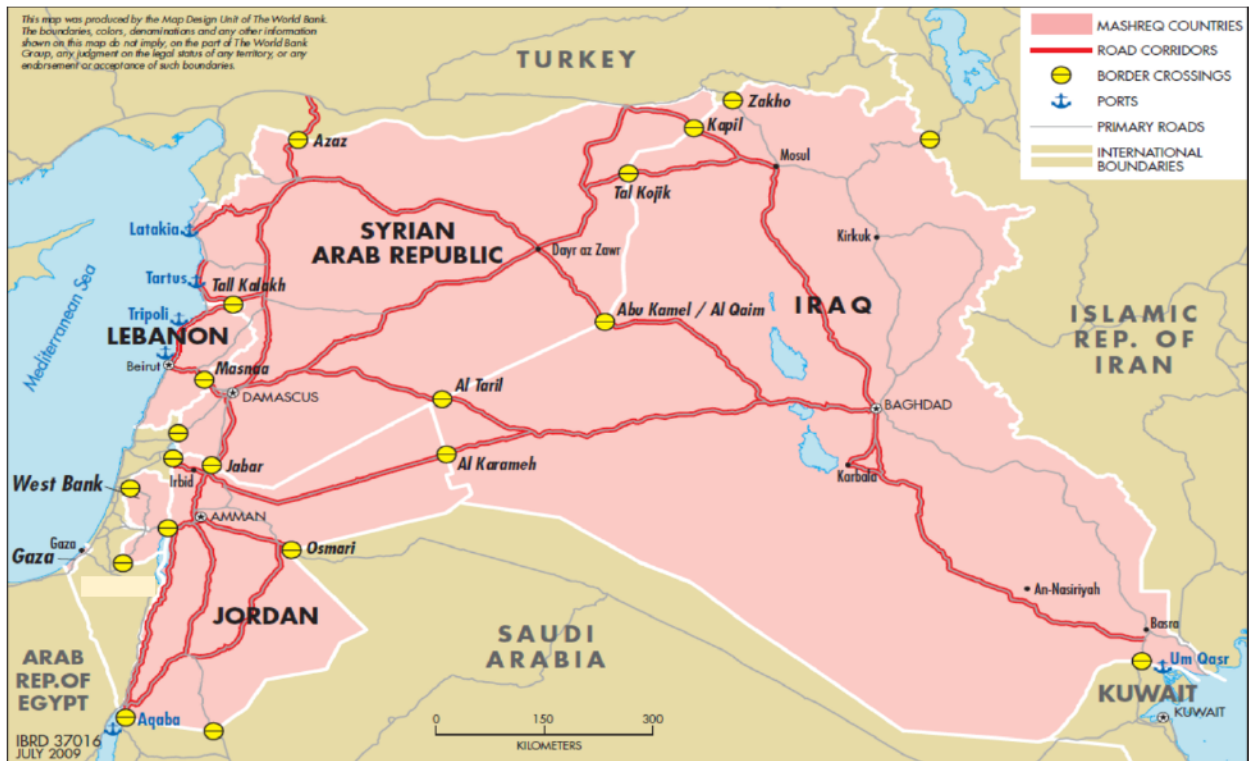 This map was produced by the Map Design Unit of The World Bank.
The boundaries, colors, denominations and any other information
shown on this map do not imply, on the part of The World Bank
Group, any judgment on the legal status of any territory, or any
endorsement or acceptance of such boundaries.
MASHREQ COUNTRIES
ROAD CORRIDORS
BORDER CROSSINGS
PORTS
PRIMARY ROADS
INTERNATIONAL
BOUNDARIES
TURKEY
Zakho
Azaz
Kapil
Mosul
Tal Kojik
Latakia
SYRIAN
ARAB REPUBLIC
Kirkuk
Dayr az Zawr
Mediterranean Sea
Tartus
Tall Kalakh
Tripoli
LEBANON
Abu Kamel / Al Qaim
IRAQ
ISLAMIC
REP. OF
IRAN
Beirut
Masnaa
DAMASCUS
Al Taril
BAGHDAD
Jabar
Al Karameh
Irbid
Karbala
West Bank
AMMAN
Gaza
Gaza
Osmari
An-Nasiriyah
JORDAN
Basra
SAUDI
ARABIA
Um Qasr
ARAB
REP.OF
EGYPT
KUWAIT
KUWAIT
Aqaba
0 150 300
KILOMETERS
IBRD 37016
JULY 2009